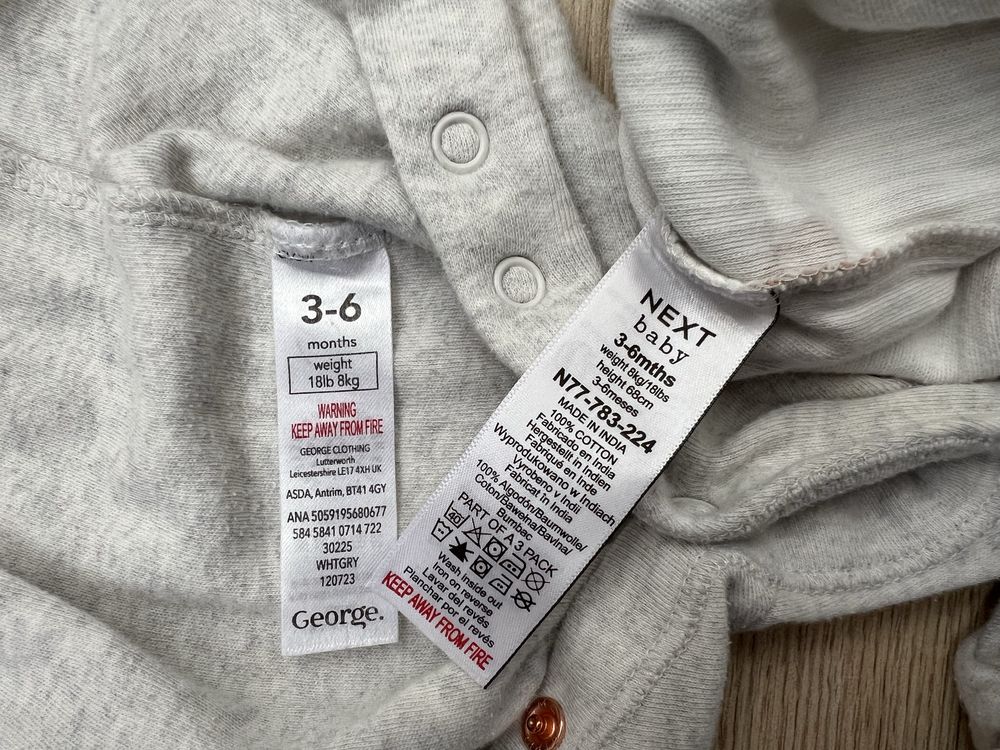 3-6
months
weight
18lb 8kg
WARNING
KEEP AWAY FROM FIRE
GEORGE CLOTHING
Lutterworth
Leicestershire LE17 4XH UK
ASDA, Antrim, BT41 4GY
ANA 5059195680677
584 5841 0714 722
30225
WHTGRY
120723
George.
NEXT
baby
3-6mths
weight 8kg/18lbs
height 68cm
3-6meses
N77-783-224
MADE IN INDIA
100% COTTON
Fabricado en India
Hergestellt in Indien
Fabriqué en Inde
Wyprodukowano w Indiach
Vyrobeno v Indii
Fabricat în India
100% Algodón/Baumwolle/
Coton/Bawełna/Bavlna/
Bumbac
PART OF A 3 PACK
40
Wash inside out
Iron on reverse
Lavar del revés
Planchar por el revés
KEEP AWAY FROM FIRE